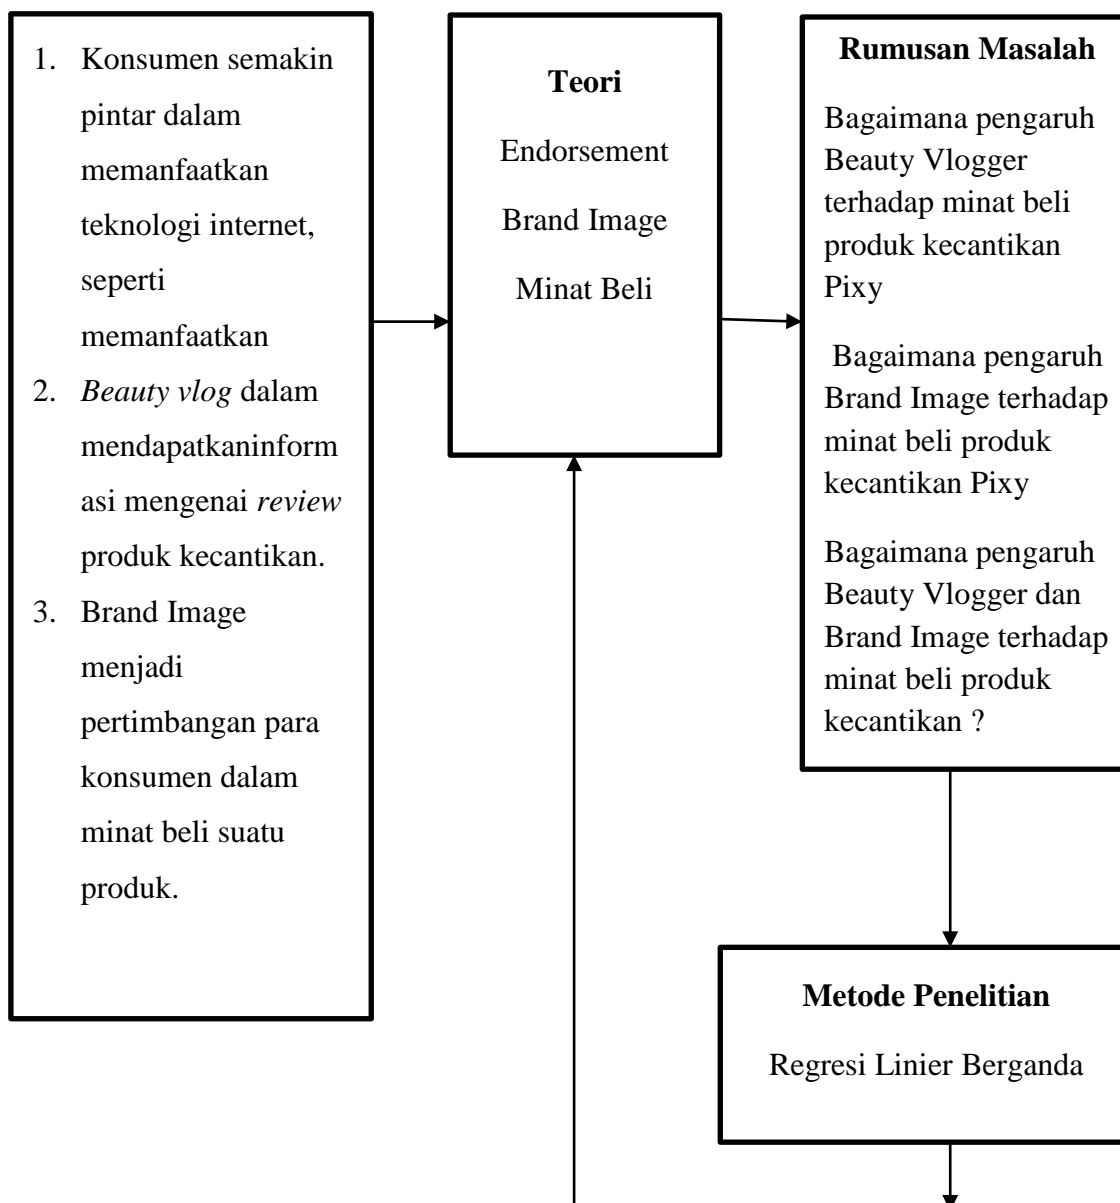 1. Konsumen semakin
pintar dalam
memanfaatkan
teknologi internet,
seperti
memanfaatkan
2. Beauty vlog dalam
mendapatkaninform
asi mengenai review
produk kecantikan.
3. Brand Image
menjadi
pertimbangan para
konsumen dalam
minat beli suatu
produk.
Teori
Endorsement
Brand Image
Minat Beli
Rumusan Masalah
Bagaimana pengaruh
Beauty Vlogger
terhadap minat beli
produk kecantikan
Pixy
Bagaimana pengaruh
Brand Image terhadap
minat beli produk
kecantikan Pixy
Bagaimana pengaruh
Beauty Vlogger dan
Brand Image terhadap
minat beli produk
kecantikan ?
Metode Penelitian
Regresi Linier Berganda